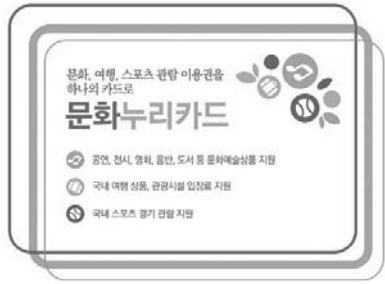 문화, 여행, 스포츠 관람 이용권을
하나의 카드로
문화누리카드
공연, 전시, 영화, 음반, 도서 등 문화예술상품 지원
국내 여행 상품, 관광시설 입장료 지원
국내 스포츠 경기 관람 지원